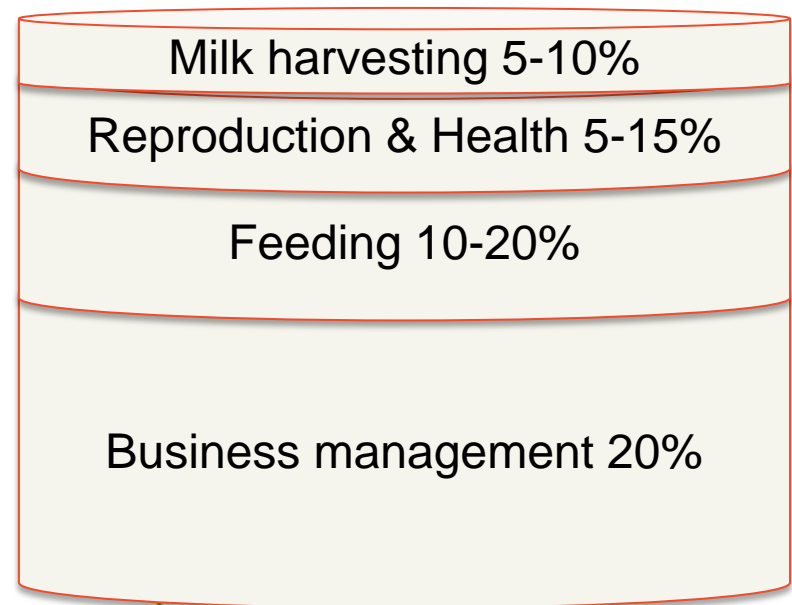 Milk harvesting 5-10%
Reproduction & Health 5-15%
Feeding 10-20%
Business management 20%